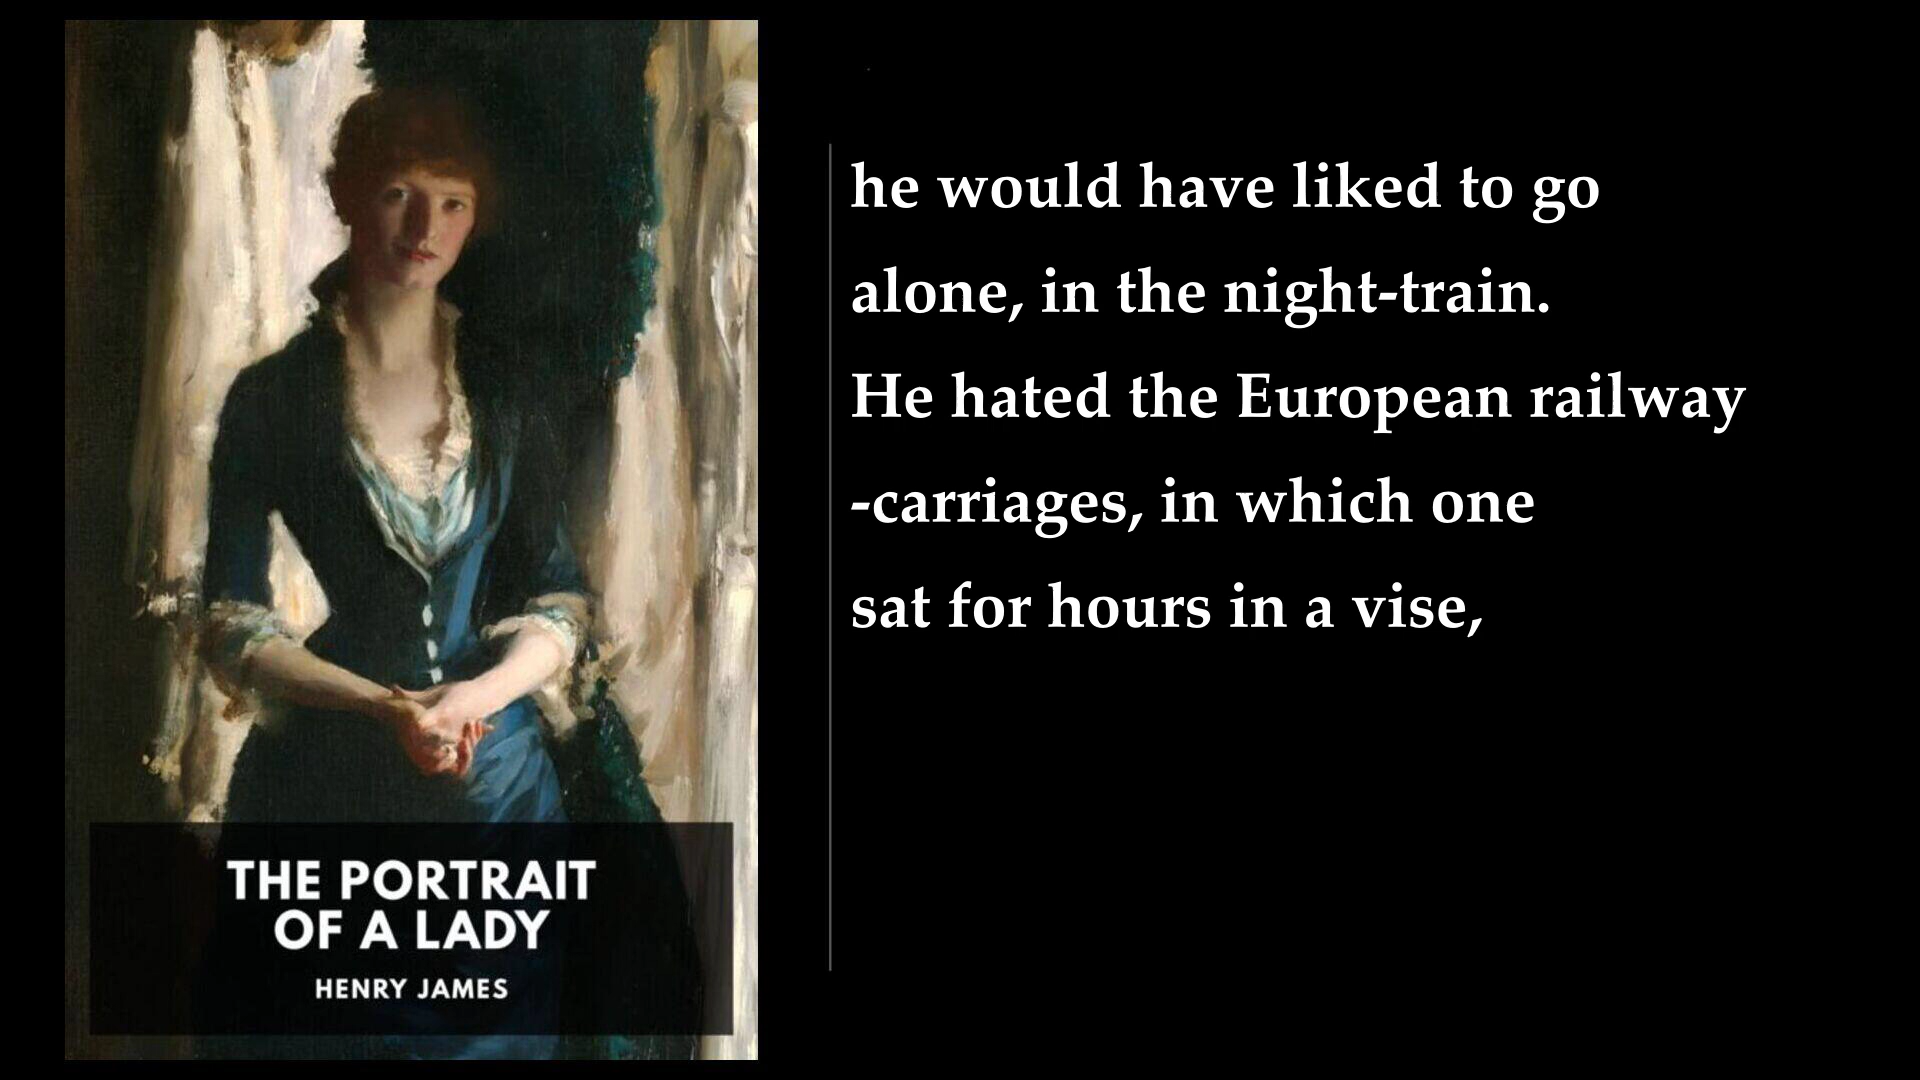 THE PORTRAIT
OF A LADY
HENRY JAMES
he would have liked to go
alone, in the night-train.
He hated the European railway
-carriages, in which one
sat for hours in a vise,